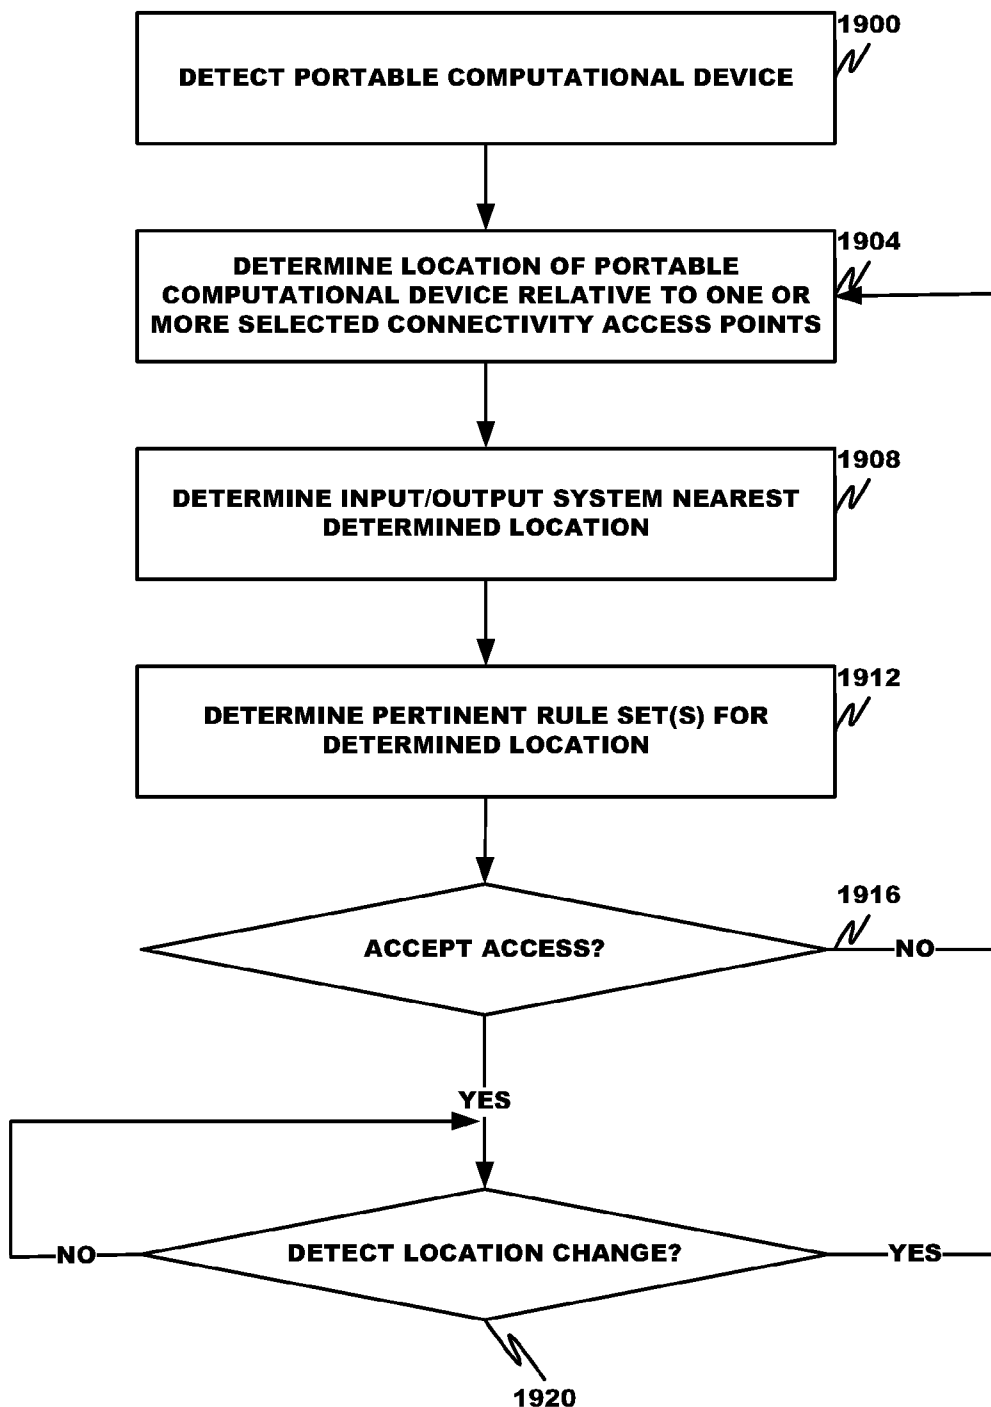 1900
DETECT PORTABLE COMPUTATIONAL DEVICE
1904
DETERMINE LOCATION OF PORTABLE
COMPUTATIONAL DEVICE RELATIVE TO ONE OR
MORE SELECTED CONNECTIVITY ACCESS POINTS
1908
DETERMINE INPUT/OUTPUT SYSTEM NEAREST
DETERMINED LOCATION
1912
DETERMINE PERTINENT RULE SET(S) FOR
DETERMINED LOCATION
1916
ACCEPT ACCESS?
NO
YES
NO
DETECT LOCATION CHANGE?
YES
1920